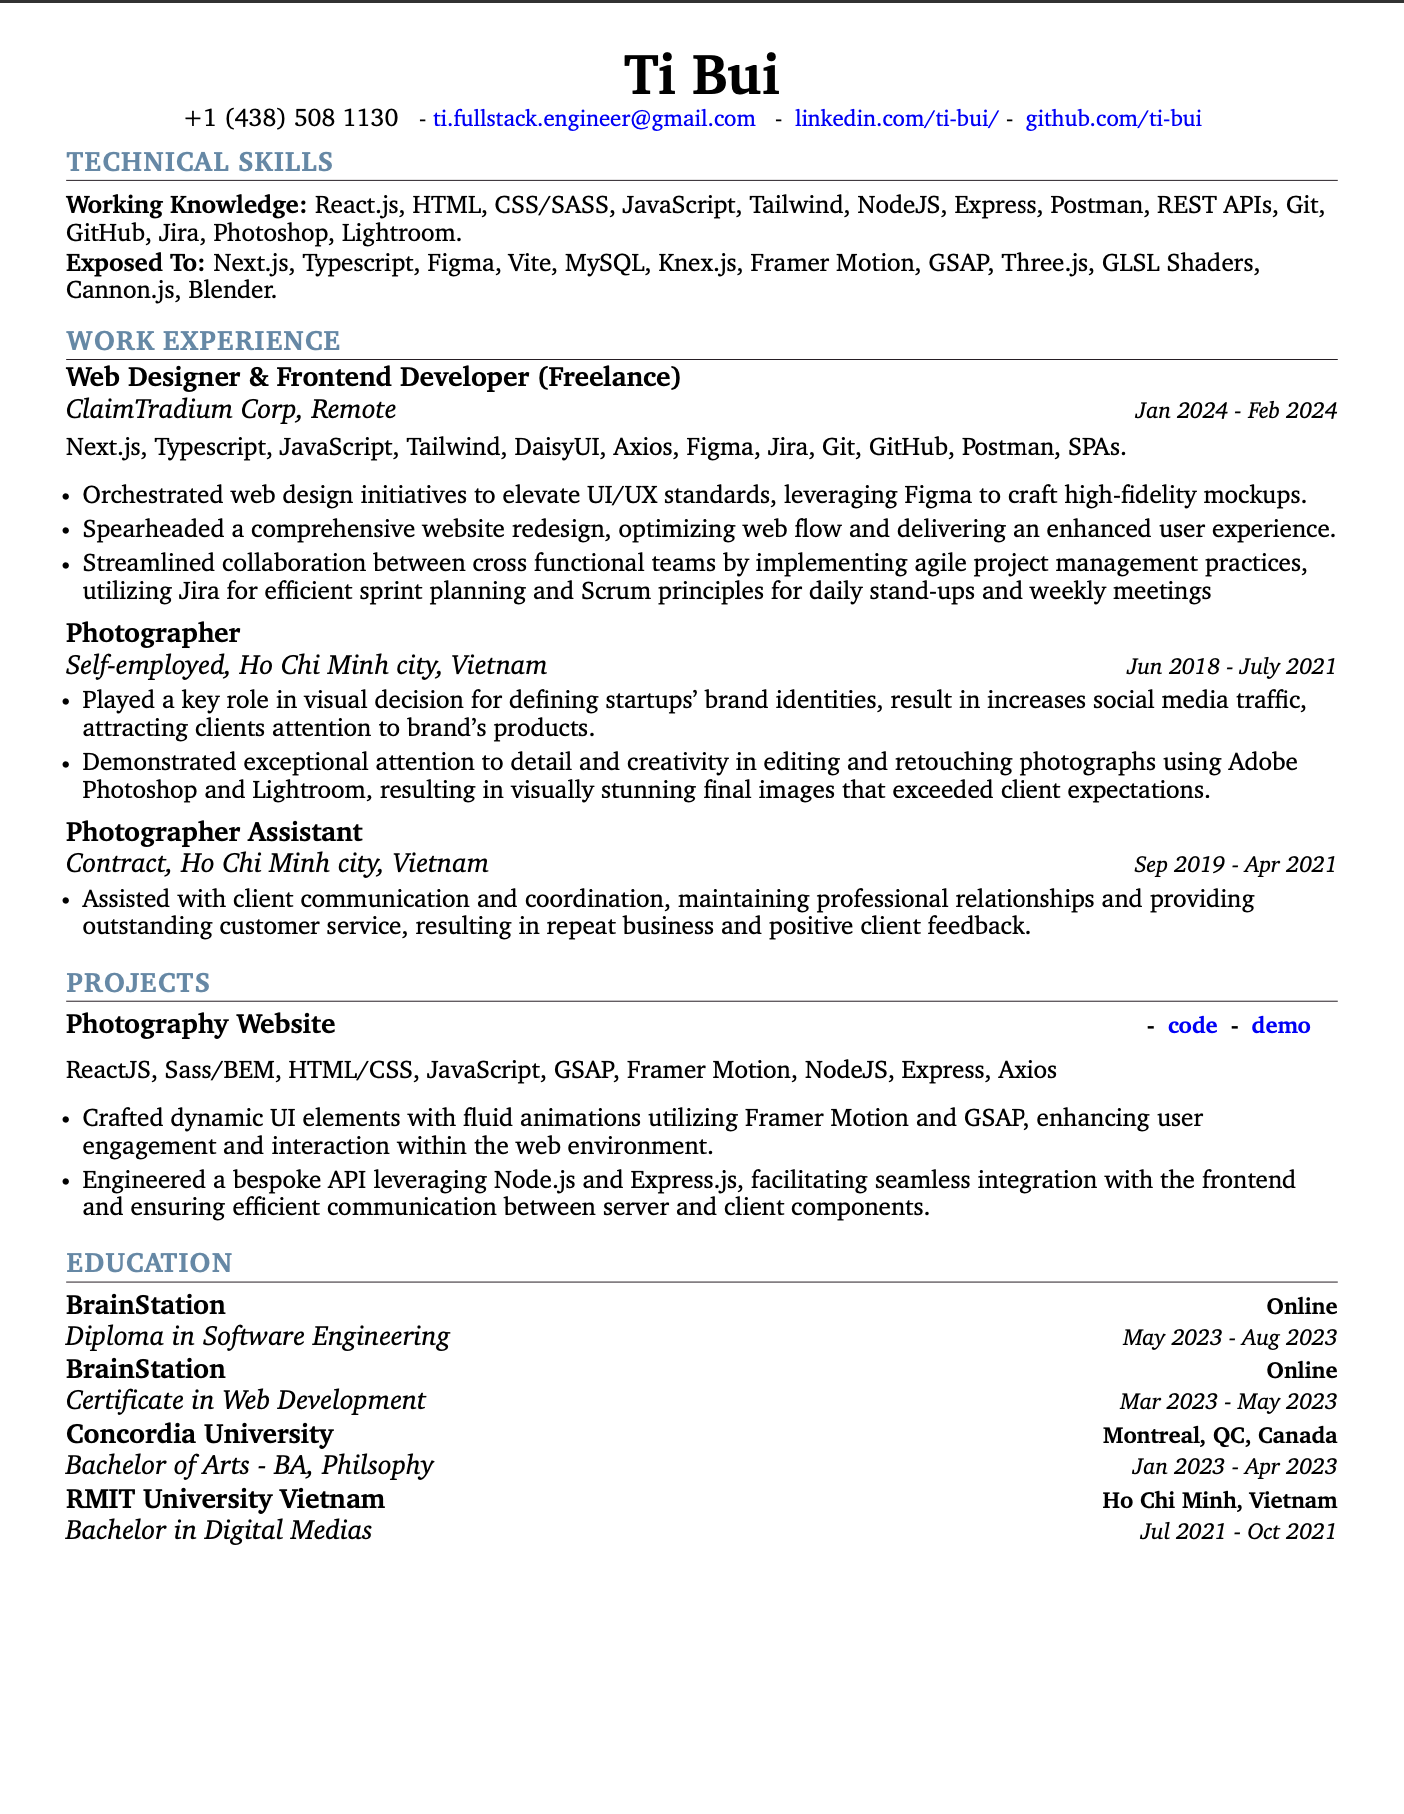 Ti Bui
+1 (438) 508 1130 - ti.fullstack.engineer@gmail.com - linkedin.com/ti-bui/ - github.com/ti-bui
TECHNICAL SKILLS
Working Knowledge: React.js, HTML, CSS/SASS, JavaScript, Tailwind, NodeJS, Express, Postman, REST APIs, Git,
GitHub, Jira, Photoshop, Lightroom.
Exposed To: Next.js, Typescript, Figma, Vite, MySQL, Knex.js, Framer Motion, GSAP, Three.js, GLSL Shaders,
Cannon.js, Blender.
WORK EXPERIENCE
Web Designer & Frontend Developer (Freelance)
ClaimTradium Corp, Remote Jan 2024 - Feb 2024
Next.js, Typescript, JavaScript, Tailwind, DaisyUI, Axios, Figma, Jira, Git, GitHub, Postman, SPAs.
• Orchestrated web design initiatives to elevate UI/UX standards, leveraging Figma to craft high-fidelity mockups.
• Spearheaded a comprehensive website redesign, optimizing web flow and delivering an enhanced user experience.
• Streamlined collaboration between cross functional teams by implementing agile project management practices,
utilizing Jira for efficient sprint planning and Scrum principles for daily stand-ups and weekly meetings
Photographer
Self-employed, Ho Chi Minh city, Vietnam Jun 2018 - July 2021
• Played a key role in visual decision for defining startups’ brand identities, result in increases social media traffic,
attracting clients attention to brand’s products.
• Demonstrated exceptional attention to detail and creativity in editing and retouching photographs using Adobe
Photoshop and Lightroom, resulting in visually stunning final images that exceeded client expectations.
Photographer Assistant
Contract, Ho Chi Minh city, Vietnam Sep 2019 - Apr 2021
• Assisted with client communication and coordination, maintaining professional relationships and providing
outstanding customer service, resulting in repeat business and positive client feedback.
PROJECTS
Photography Website - code - demo
ReactJS, Sass/BEM, HTML/CSS, JavaScript, GSAP, Framer Motion, NodeJS, Express, Axios
• Crafted dynamic UI elements with fluid animations utilizing Framer Motion and GSAP, enhancing user
engagement and interaction within the web environment.
• Engineered a bespoke API leveraging Node.js and Express.js, facilitating seamless integration with the frontend
and ensuring efficient communication between server and client components.
EDUCATION
BrainStation Online
Diploma in Software Engineering May 2023 - Aug 2023
BrainStation Online
Certificate in Web Development Mar 2023 - May 2023
Concordia University Montreal, QC, Canada
Bachelor of Arts - BA, Philsophy Jan 2023 - Apr 2023
RMIT University Vietnam Ho Chi Minh, Vietnam
Bachelor in Digital Medias Jul 2021 - Oct 2021